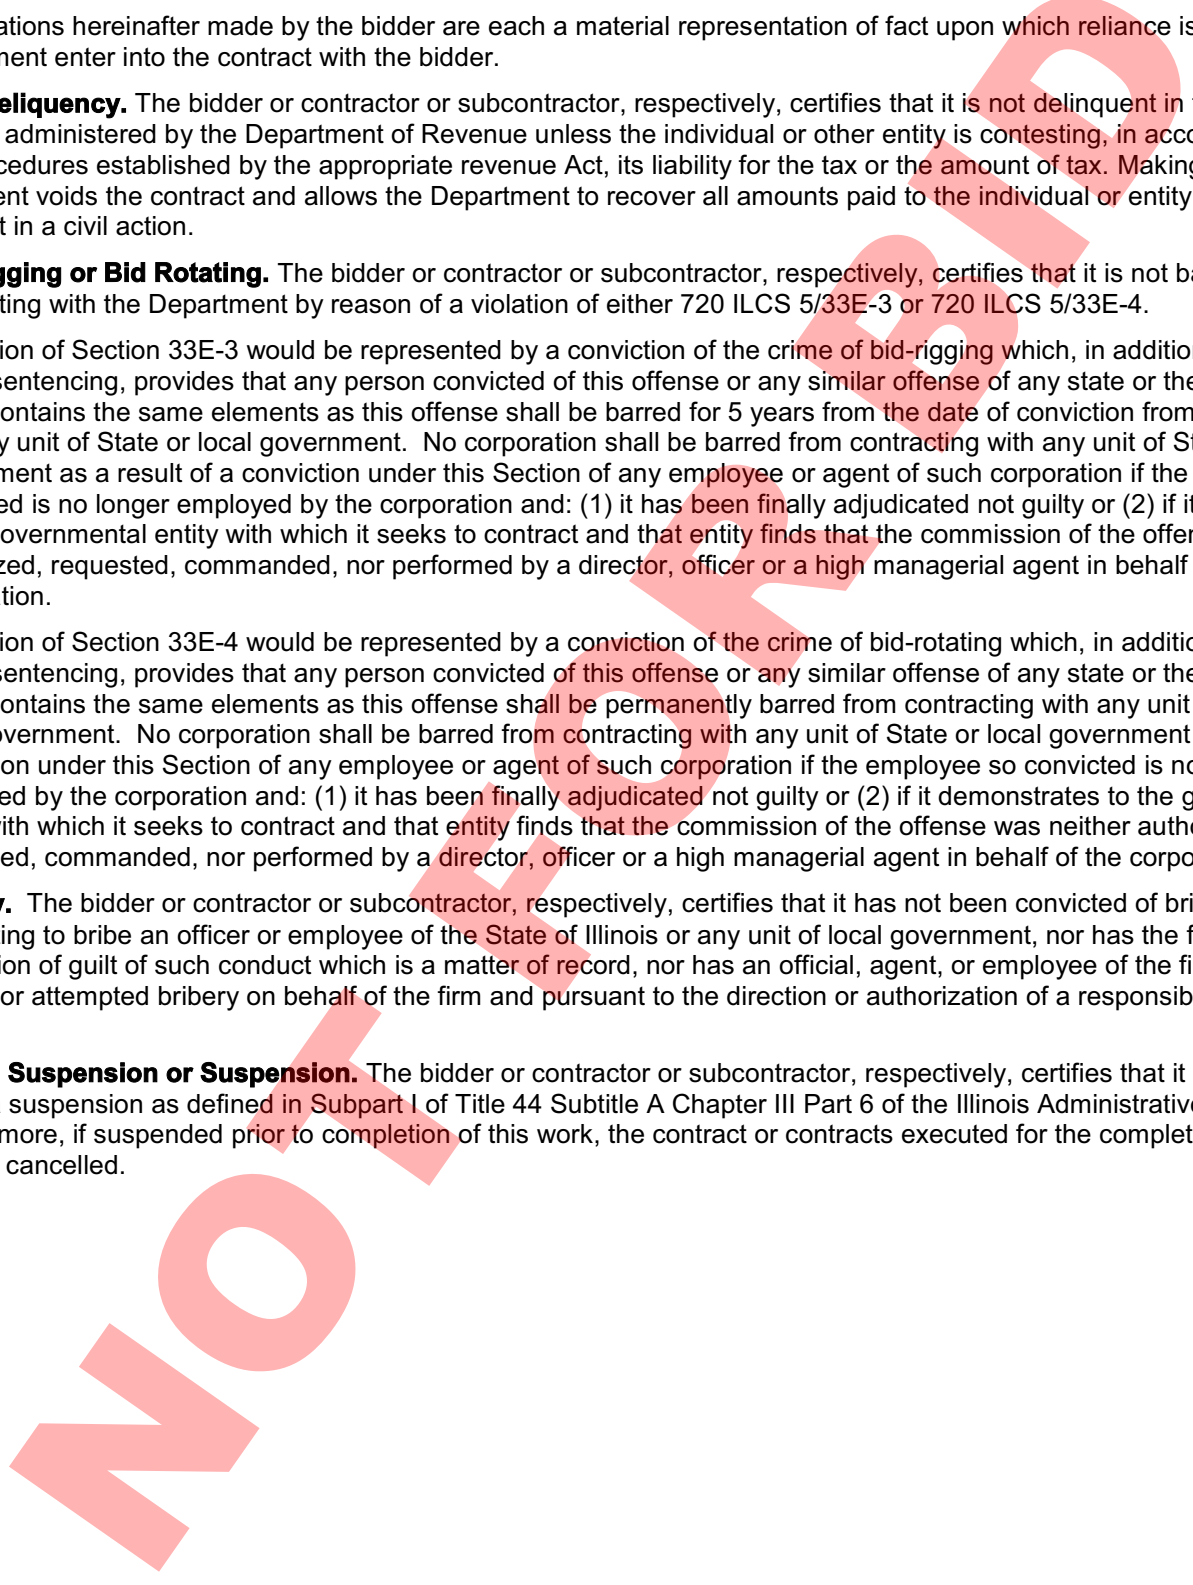 ations hereinafter made by the bidder are each a material representation of fact upon which reliance is
ment enter into the contract with the bidder.
eliquency. The bidder or contractor or subcontractor, respectively, certifies that it is not delinquent in
administered by the Department of Revenue unless the individual or other entity is contesting, in acco
cedures established by the appropriate revenue Act, its liability for the tax or the amount of tax. Making
ent voids the contract and allows the Department to recover all amounts paid to the individual or entity
t in a civil action.
gging or Bid Rotating. The bidder or contractor or subcontractor, respectively, certifies that it is not ba
ting with the Department by reason of a violation of either 720 ILCS 5/33E-3 or 720 ILCS 5/33E-4.
ion of Section 33E-3 would be represented by a conviction of the crime of bid-rigging which, in addition
sentencing, provides that any person convicted of this offense or any similar offense of any state or the
ontains the same elements as this offense shall be barred for 5 years from the date of conviction from
y unit of State or local government. No corporation shall be barred from contracting with any unit of St
ment as a result of a conviction under this Section of any employee or agent of such corporation if the
ed is no longer employed by the corporation and: (1) it has been finally adjudicated not guilty or (2) if it
overnmental entity with which it seeks to contract and that entity finds that the commission of the offen
zed, requested, commanded, nor performed by a director, officer or a high managerial agent in behalf
tion.
ion of Section 33E-4 would be represented by a conviction of the crime of bid-rotating which, in additio
sentencing, provides that any person convicted of this offense or any similar offense of any state or the
ontains the same elements as this offense shall be permanently barred from contracting with any unit
overnment. No corporation shall be barred from contracting with any unit of State or local government
on under this Section of any employee or agent of such corporation if the employee so convicted is no
ed by the corporation and: (1) it has been finally adjudicated not guilty or (2) if it demonstrates to the g
with which it seeks to contract and that entity finds that the commission of the offense was neither autho
ed, commanded, nor performed by a director, officer or a high managerial agent in behalf of the corpo
y. The bidder or contractor or subcontractor, respectively, certifies that it has not been convicted of bri
ting to bribe an officer or employee of the State of Illinois or any unit of local government, nor has the f
ion of guilt of such conduct which is a matter of record, nor has an official, agent, or employee of the fi
or attempted bribery on behalf of the firm and pursuant to the direction or authorization of a responsib
Suspension or Suspension. The bidder or contractor or subcontractor, respectively, certifies that it
suspension as defined in Subpart I of Title 44 Subtitle A Chapter III Part 6 of the Illinois Administrative
more, if suspended prior to completion of this work, the contract or contracts executed for the complet
cancelled.
NOT FOR BID